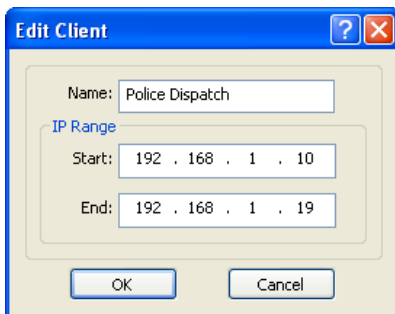 Edit Client
?
Name: Police Dispatch
IP Range
Start: 192 . 168 . 1 . 10
End: 192 . 168 . 1 . 19
OK Cancel